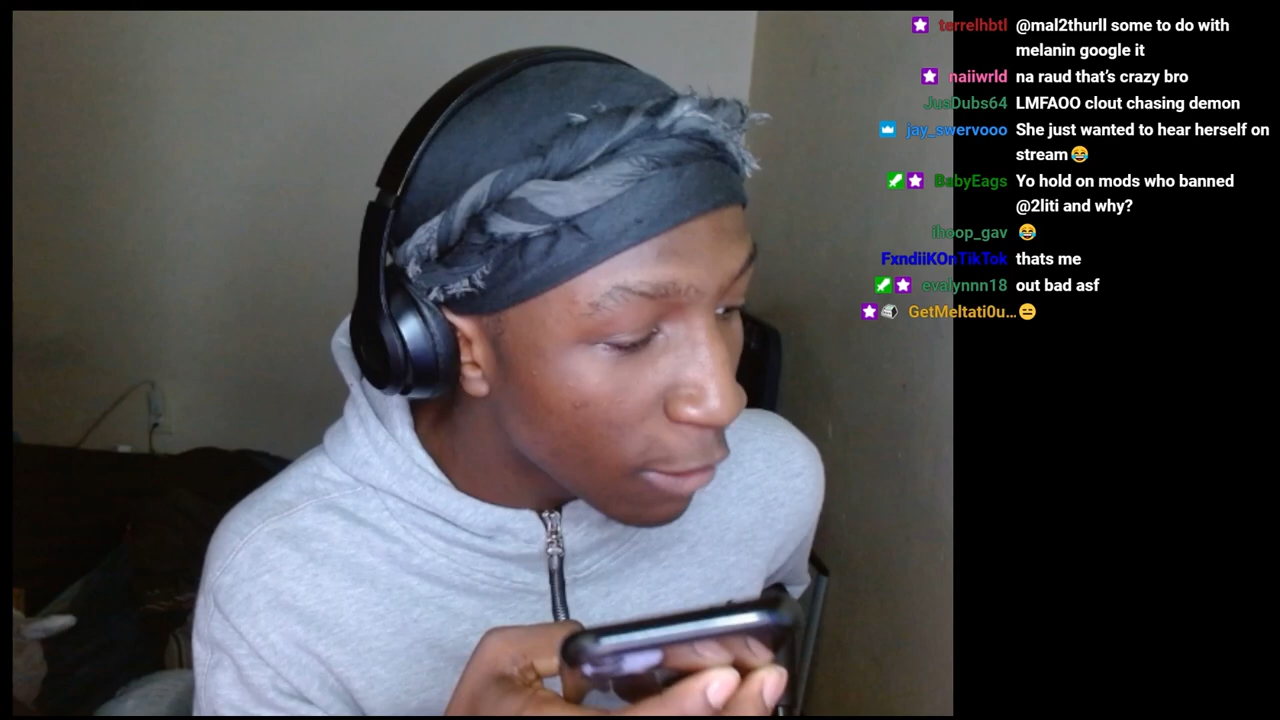 terrelhbtl @mal2thurll some to do with
melanin google it
naiiwrld na raud that's crazy bro
JusDubs64 LMFAOO clout chasing demon
jay_swervooo She just wanted to hear herself on
stream😂
BabyEags Yo hold on mods who banned
@2liti and why?
ihoop_gav 😂
FxndiiKOnTikTok thats me
evalynnn18 out bad asf
GetMeltati0u…😑